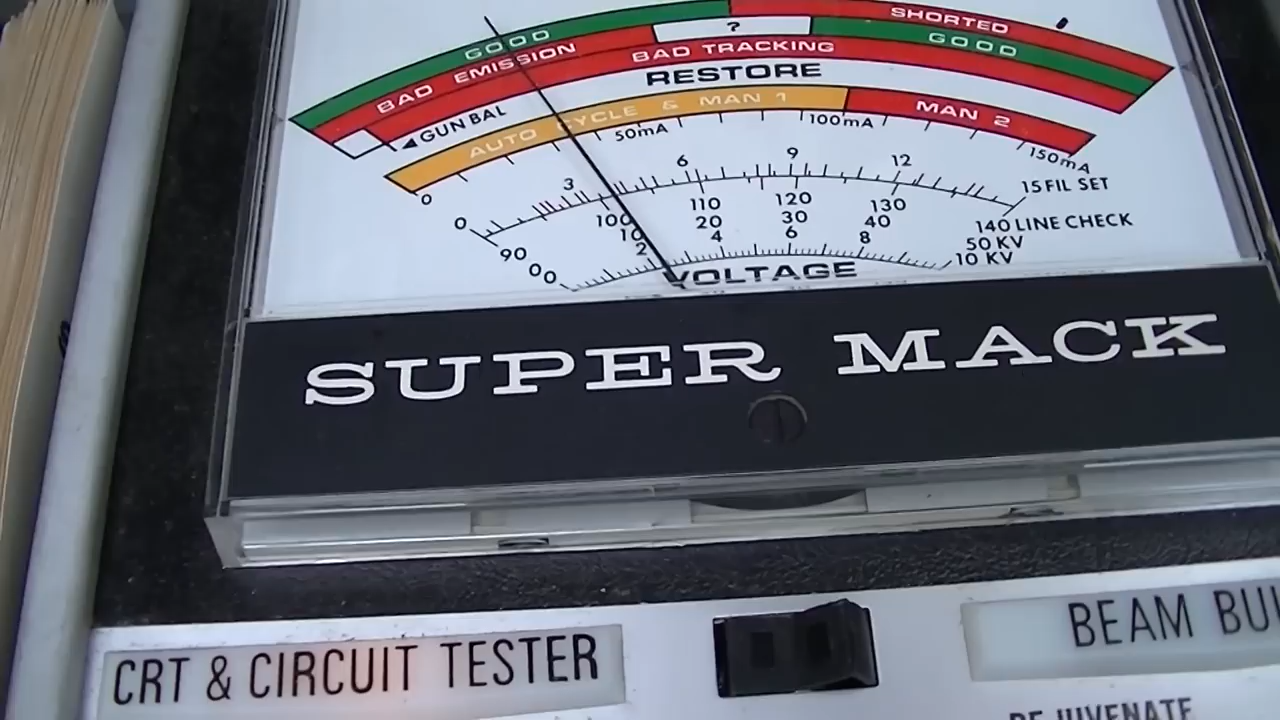 SHORTED
GOOD ? GOOD
BAD EMISSION BAD TRACKING
RESTORE
GUN BAL
AUTO CYCLE & MAN 1 MAN 2
0 50mA 100mA 150mA
0 3 6 9 12 15 FIL SET
90 100 110 120 130 140 LINE CHECK
0 10 20 30 40 50 KV
0 2 4 6 8 10 KV
VOLTAGE
SUPER MACK
CRT & CIRCUIT TESTER
BEAM BU